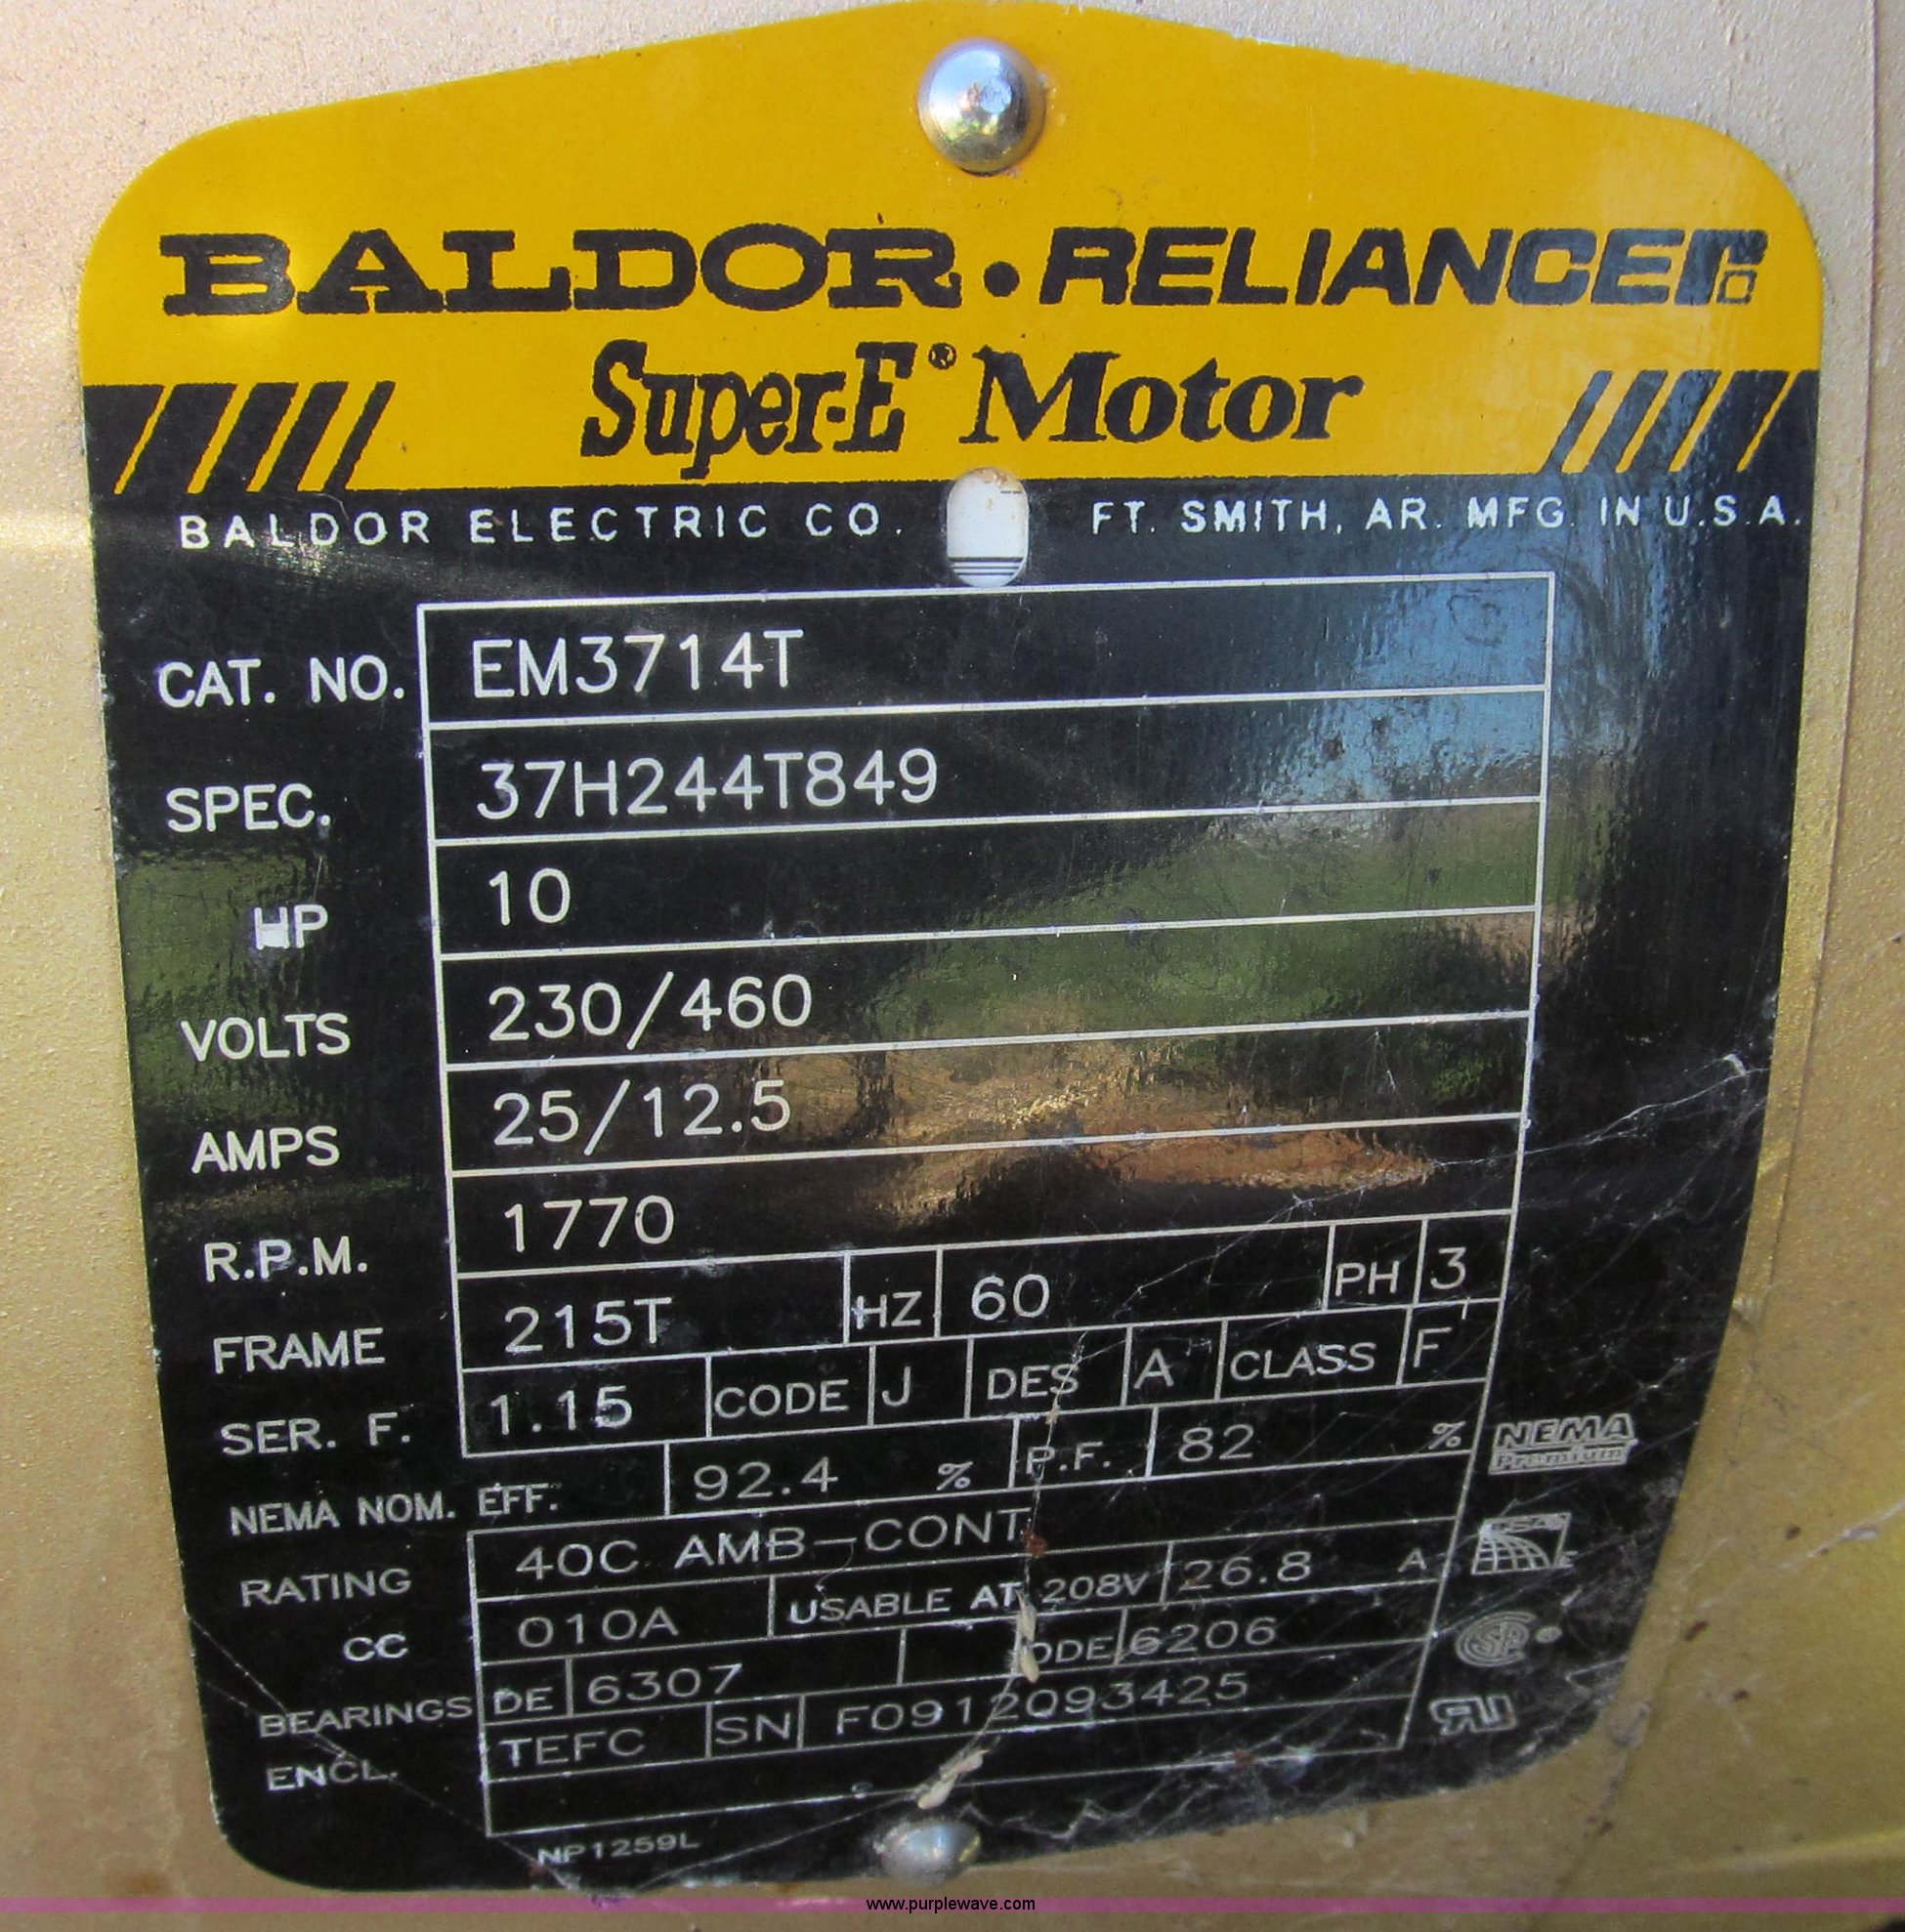 BALDOR • RELIANCE
Super-E® Motor
BALDOR ELECTRIC CO. FT. SMITH, AR. MFG. IN U.S.A.
CAT. NO. EM3714T
SPEC. 37H244T849
HP 10
VOLTS 230/460
AMPS 25/12.5
R.P.M. 1770
FRAME 215T HZ 60 PH 3
SER. F. 1.15 CODE J DES A CLASS F
NEMA NOM. EFF. 92.4 % P.F. 82 %
NEMA Premium
RATING 40C AMB-CONT
CC 010A USABLE AT 208V 26.8 A
BEARINGS DE 6307 ODE 6206
ENCL. TEFC SN F0912093425
NP1259L
www.purplewave.com